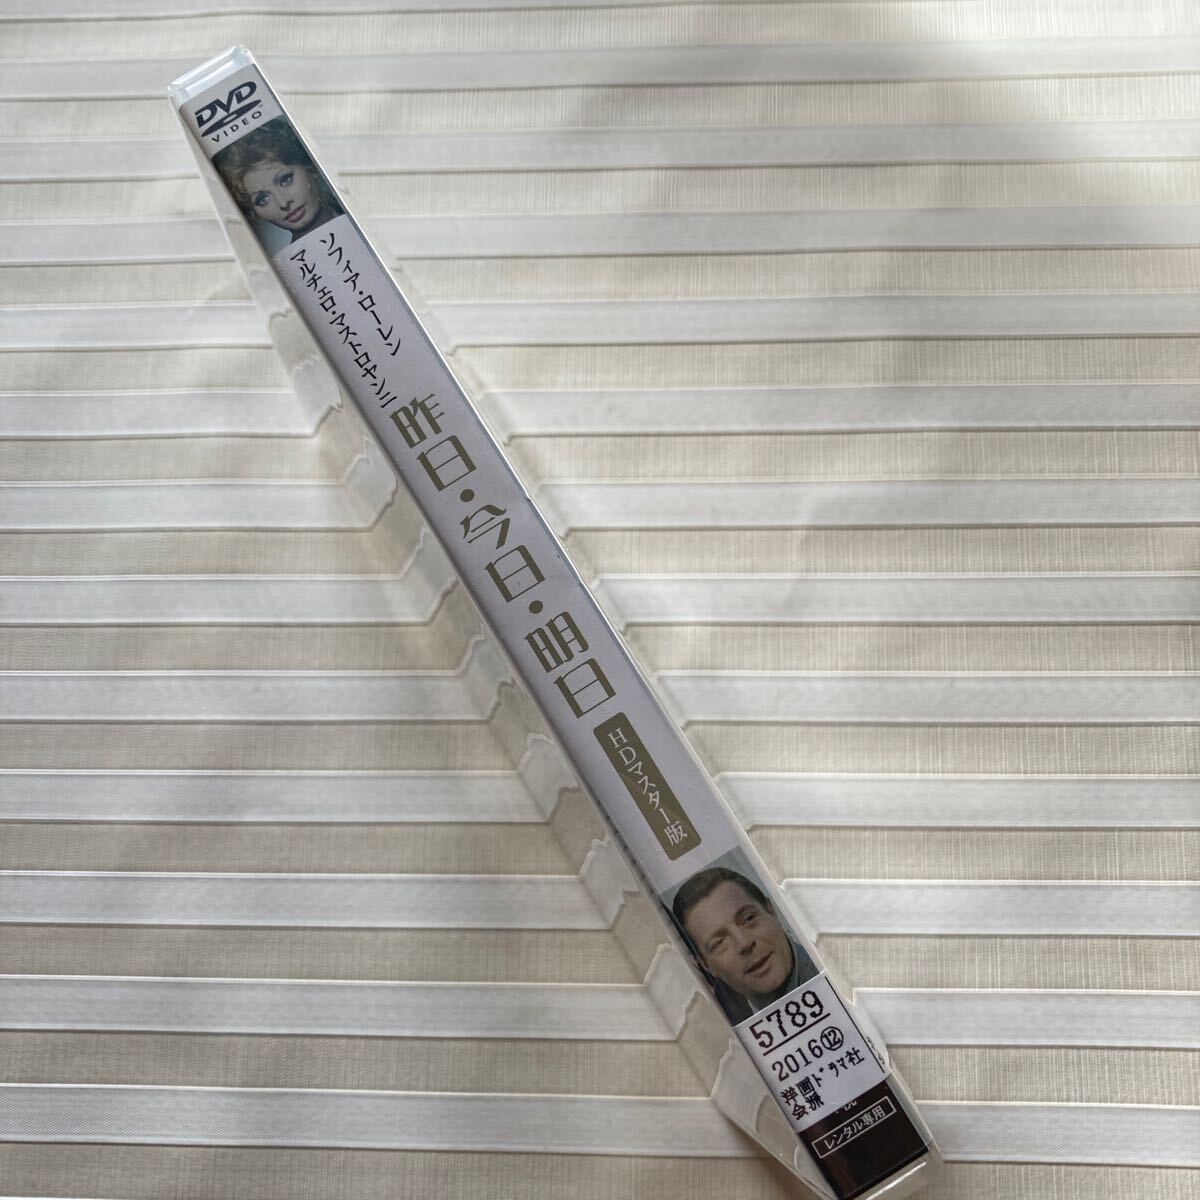 DVD
VIDEO
ソフィア・ローレン
マルチェロ・マストロヤンニ
昨日・今日・明日
HDマスター版
5789
2016⑫
洋画ドラマ社
会派
レンタル専用